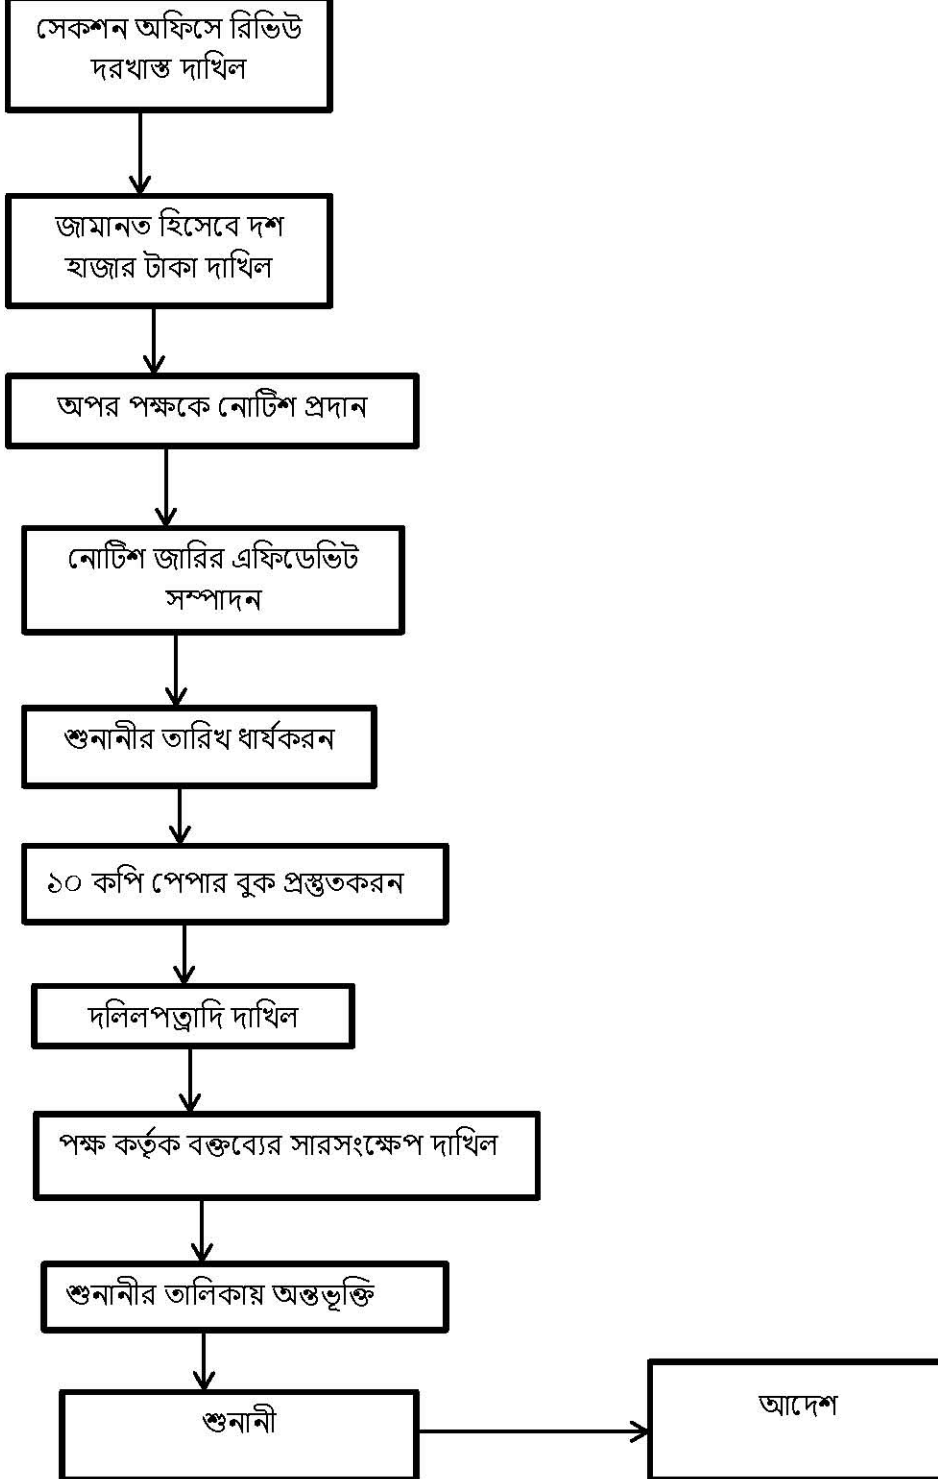 সেকশন অফিসে রিভিউ
দরখাস্ত দাখিল
জামানত হিসেবে দশ
হাজার টাকা দাখিল
অপর পক্ষকে নোটিশ প্রদান
নোটিশ জারির এফিডেভিট
সম্পাদন
শুনানীর তারিখ ধার্যকরন
১০ কপি পেপার বুক প্রস্তুতকরন
দলিলপত্রাদি দাখিল
পক্ষ কর্তৃক বক্তব্যের সারসংক্ষেপ দাখিল
শুনানীর তালিকায় অন্তভূক্তি
শুনানী
আদেশ